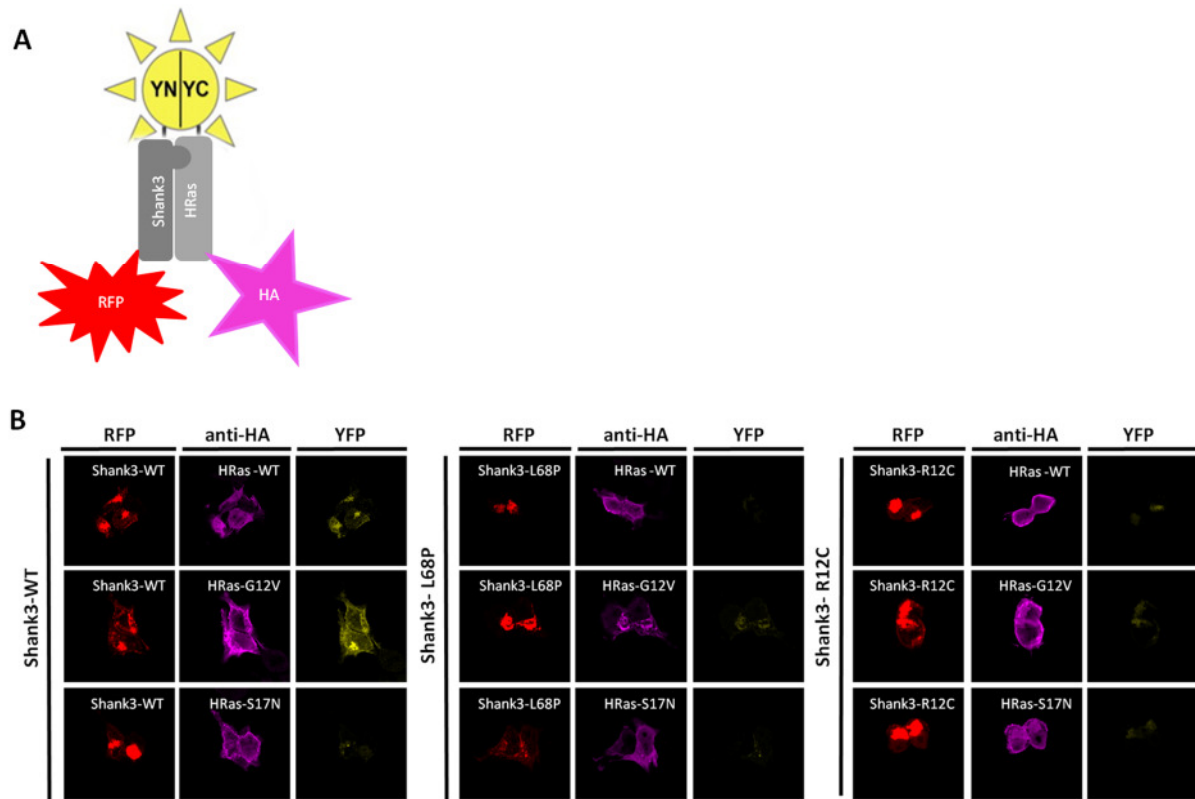 A
YN YC
Shank3
HRas
RFP
HA
B
RFP anti-HA YFP
Shank3-WT
Shank3-WT HRas -WT
Shank3-WT HRas-G12V
Shank3-WT HRas-S17N
RFP anti-HA YFP
Shank3- L68P
Shank3-L68P HRas -WT
Shank3-L68P HRas-G12V
Shank3-L68P HRas-S17N
RFP anti-HA YFP
Shank3- R12C
Shank3-R12C HRas -WT
Shank3-R12C HRas-G12V
Shank3-R12C HRas-S17N